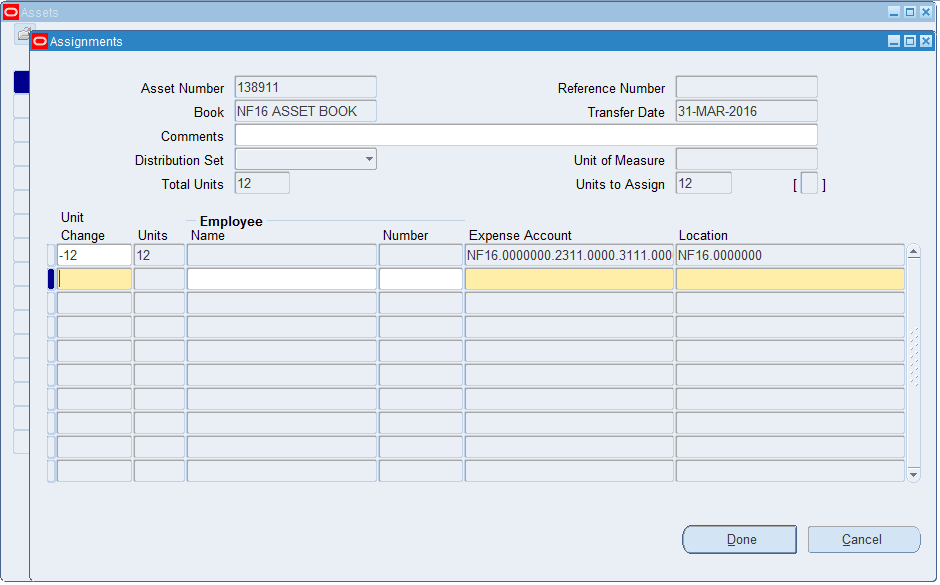 Assets
Assignments
Asset Number 138911 Reference Number
Book NF16 ASSET BOOK Transfer Date 31-MAR-2016
Comments
Distribution Set Unit of Measure
Total Units 12 Units to Assign 12 [ ]
Unit Change Units Employee Name Number Expense Account Location
-12 12 NF16.0000000.2311.0000.3111.000 NF16.0000000
Done Cancel